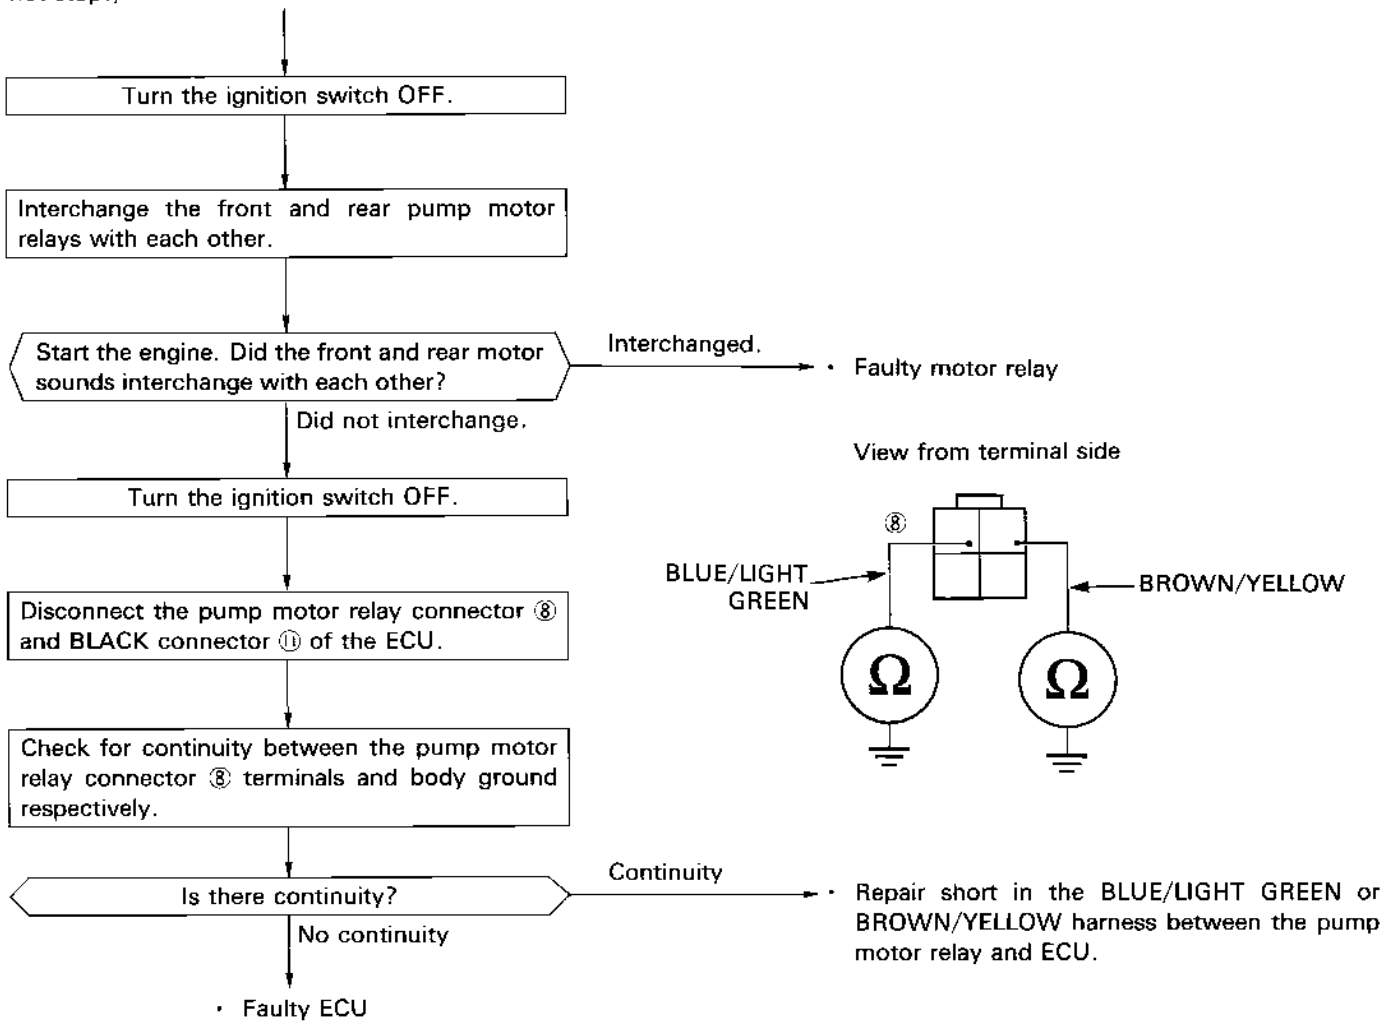 Turn the ignition switch OFF.
Interchange the front and rear pump motor
relays with each other.
Start the engine. Did the front and rear motor
sounds interchange with each other?
Interchanged.
· Faulty motor relay
Did not interchange.
Turn the ignition switch OFF.
Disconnect the pump motor relay connector ⑧
and BLACK connector ⑪ of the ECU.
Check for continuity between the pump motor
relay connector ⑧ terminals and body ground
respectively.
View from terminal side
⑧
BLUE/LIGHT
GREEN
BROWN/YELLOW
Ω
Ω
Is there continuity?
Continuity
· Repair short in the BLUE/LIGHT GREEN or
BROWN/YELLOW harness between the pump
motor relay and ECU.
No continuity
· Faulty ECU